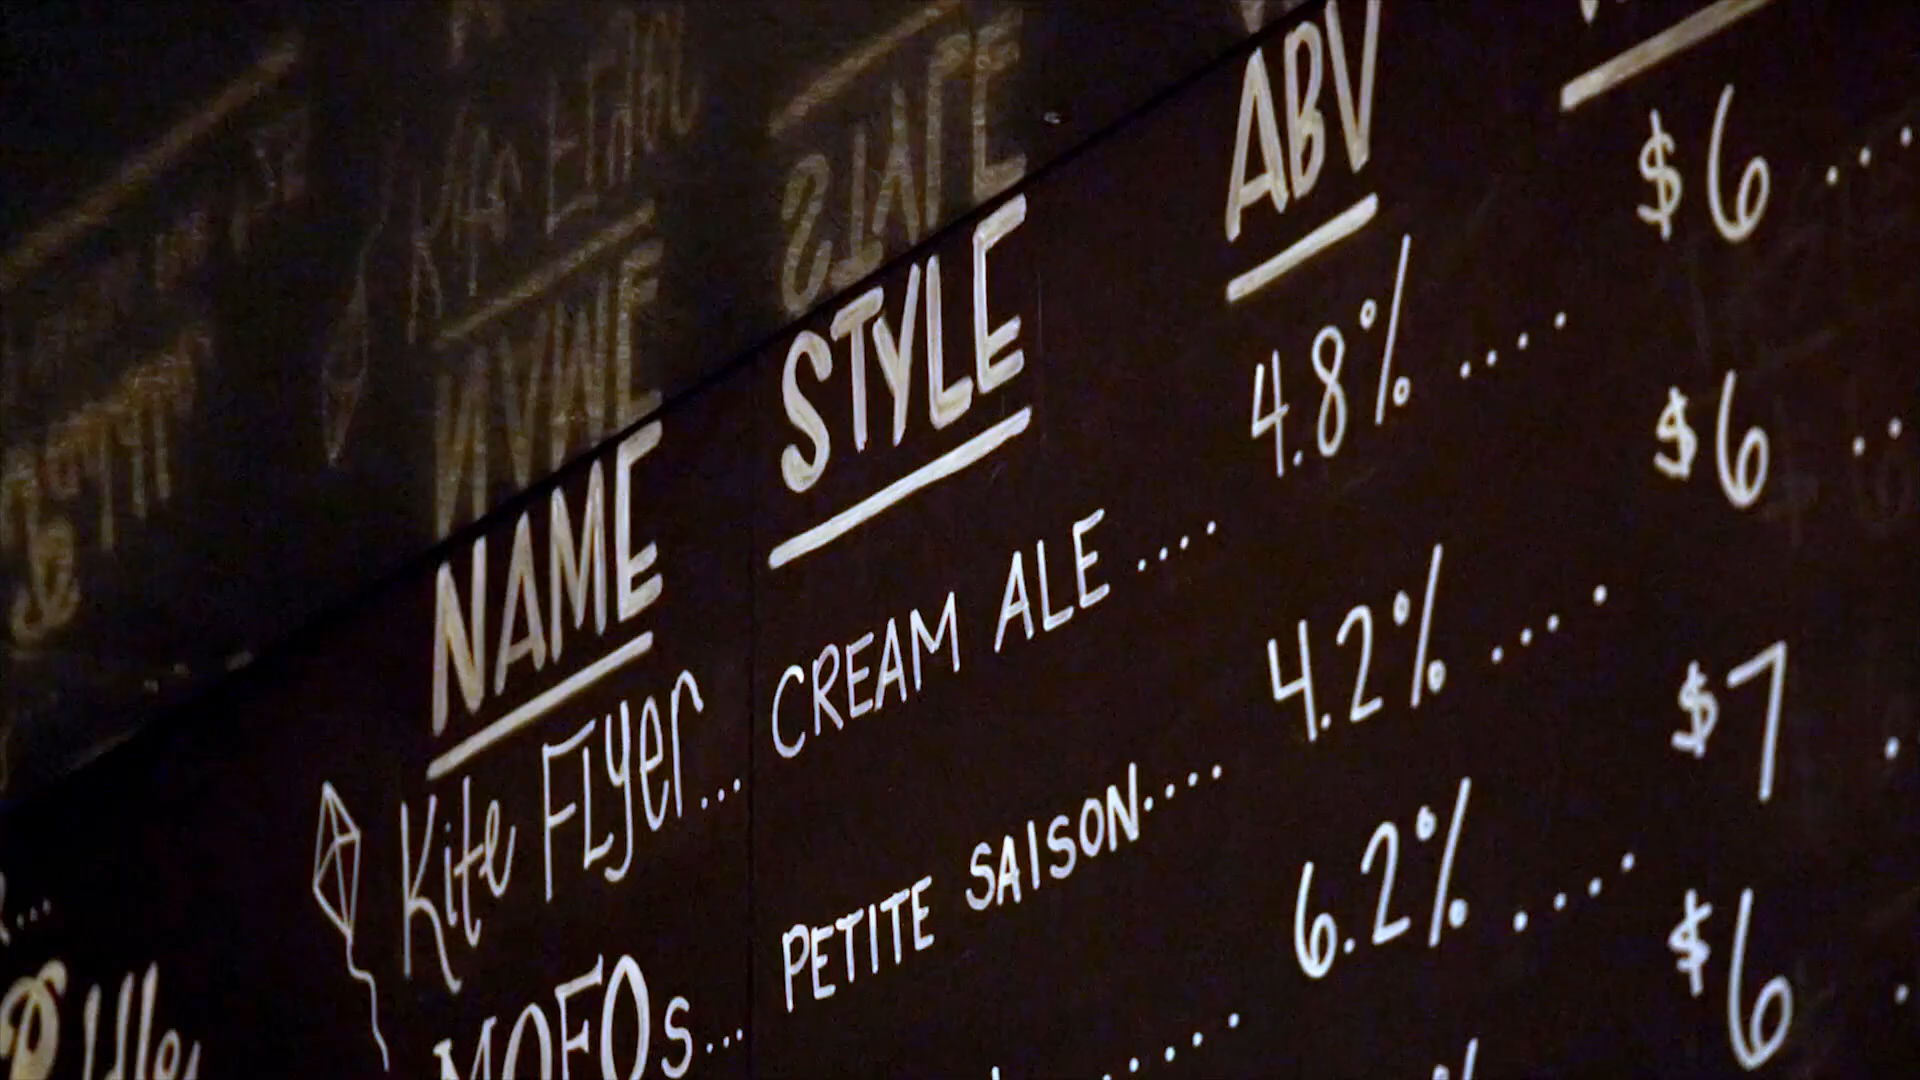 NAME STYLE ABV
Kite FLyer... CREAM ALE.... 4.8%.... $6....
MOFOs... PETITE SAISON.... 4.2%.... $6..
6.2%.... $7
$6